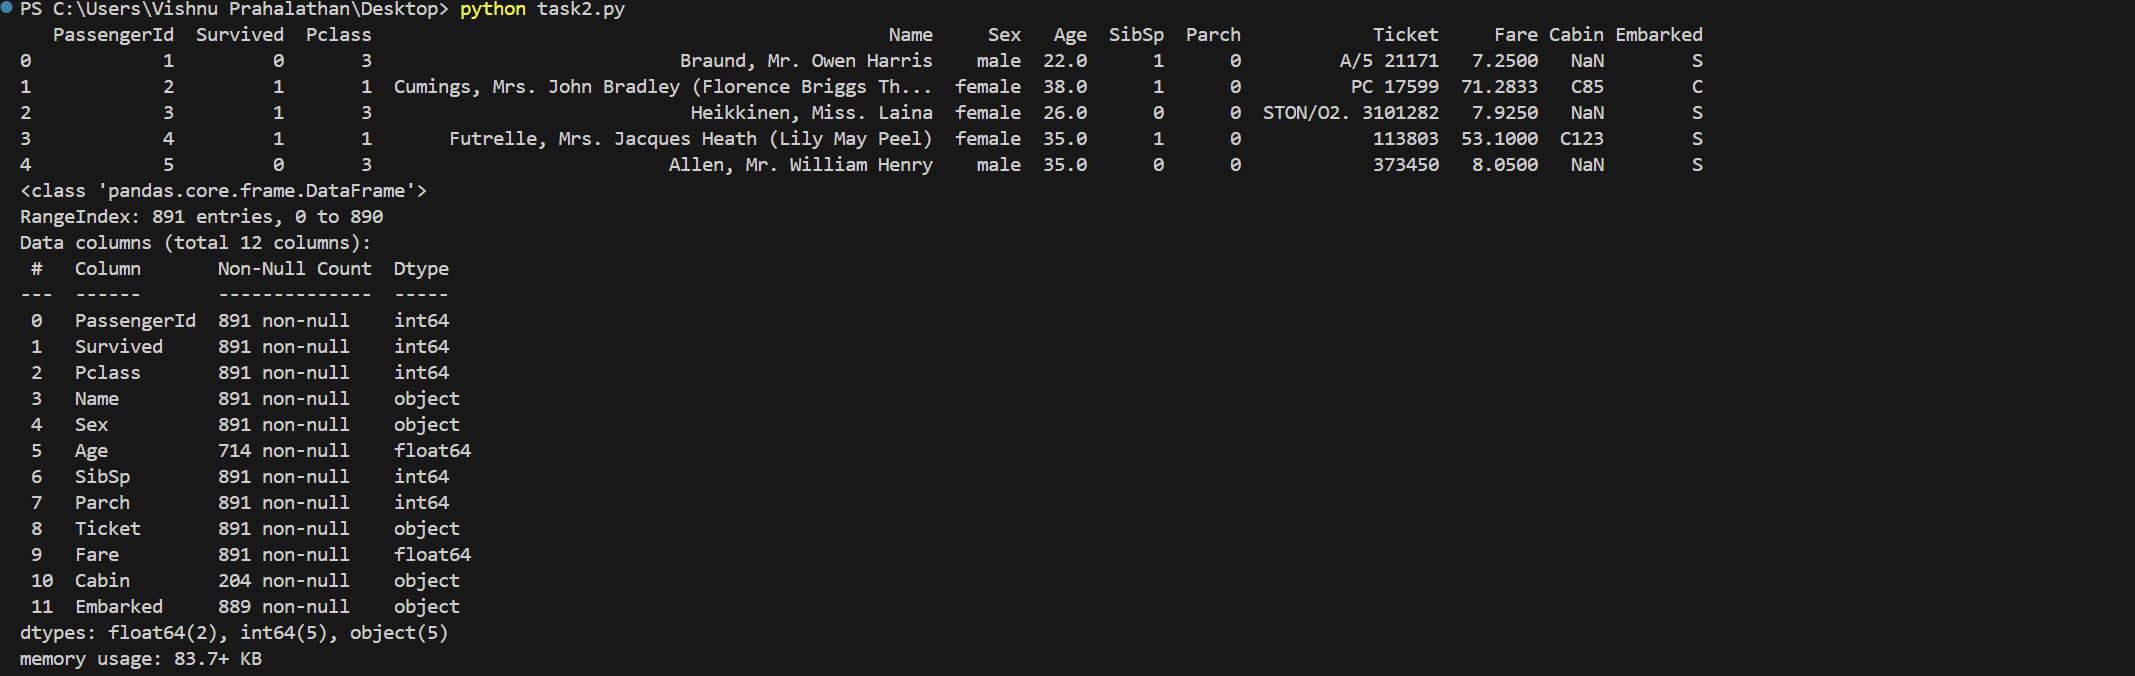 PS C:\Users\Vishnu Prahalathan\Desktop> python task2.py
   PassengerId  Survived  Pclass                                               Name     Sex   Age  SibSp  Parch            Ticket     Fare Cabin Embarked
0            1         0       3                            Braund, Mr. Owen Harris    male  22.0      1      0         A/5 21171   7.2500   NaN        S
1            2         1       1  Cumings, Mrs. John Bradley (Florence Briggs Th...  female  38.0      1      0          PC 17599  71.2833   C85        C
2            3         1       3                             Heikkinen, Miss. Laina  female  26.0      0      0  STON/O2. 3101282   7.9250   NaN        S
3            4         1       1       Futrelle, Mrs. Jacques Heath (Lily May Peel)  female  35.0      1      0            113803  53.1000  C123        S
4            5         0       3                           Allen, Mr. William Henry    male  35.0      0      0            373450   8.0500   NaN        S
<class 'pandas.core.frame.DataFrame'>
RangeIndex: 891 entries, 0 to 890
Data columns (total 12 columns):
 #   Column       Non-Null Count  Dtype
---  ------       --------------  -----
 0   PassengerId  891 non-null    int64
 1   Survived     891 non-null    int64
 2   Pclass       891 non-null    int64
 3   Name         891 non-null    object
 4   Sex          891 non-null    object
 5   Age          714 non-null    float64
 6   SibSp        891 non-null    int64
 7   Parch        891 non-null    int64
 8   Ticket       891 non-null    object
 9   Fare         891 non-null    float64
 10  Cabin        204 non-null    object
 11  Embarked     889 non-null    object
dtypes: float64(2), int64(5), object(5)
memory usage: 83.7+ KB